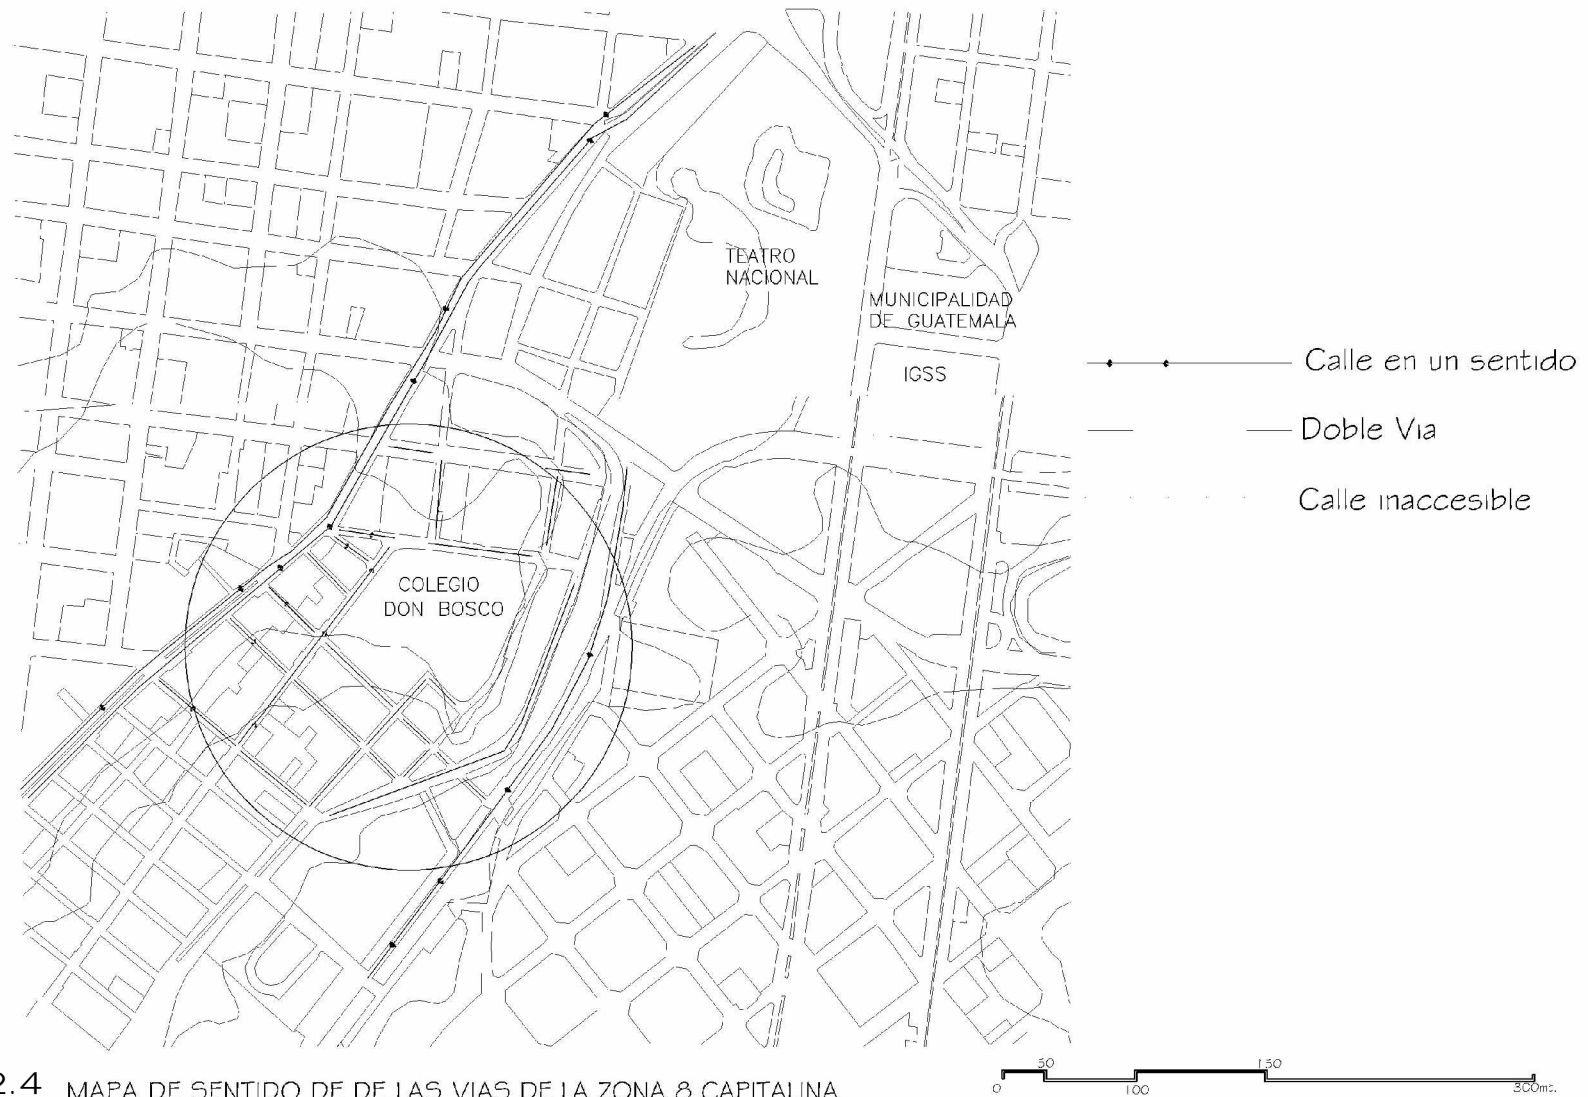 TEATRO
NACIONAL
MUNICIPALIDAD
DE GUATEMALA
IGSS
Calle en un sentido
Doble Via
Calle inaccesible
COLEGIO
DON BOSCO
2.4 MAPA DE SENTIDO DE DE LAS VIAS DE LA ZONA 8 CAPITALINA
50 150
0 100 300mt.